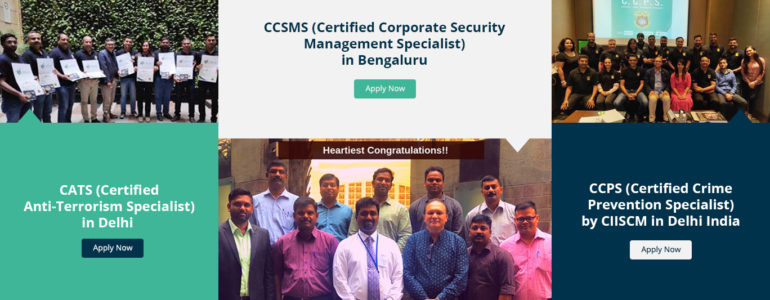 CCSMS (Certified Corporate Security
Management Specialist)
in Bengaluru
Apply Now
C.C.P.S.
Heartiest Congratulations!!
CATS (Certified
Anti-Terrorism Specialist)
in Delhi
Apply Now
CCPS (Certified Crime
Prevention Specialist)
by CIISCM in Delhi India
Apply Now